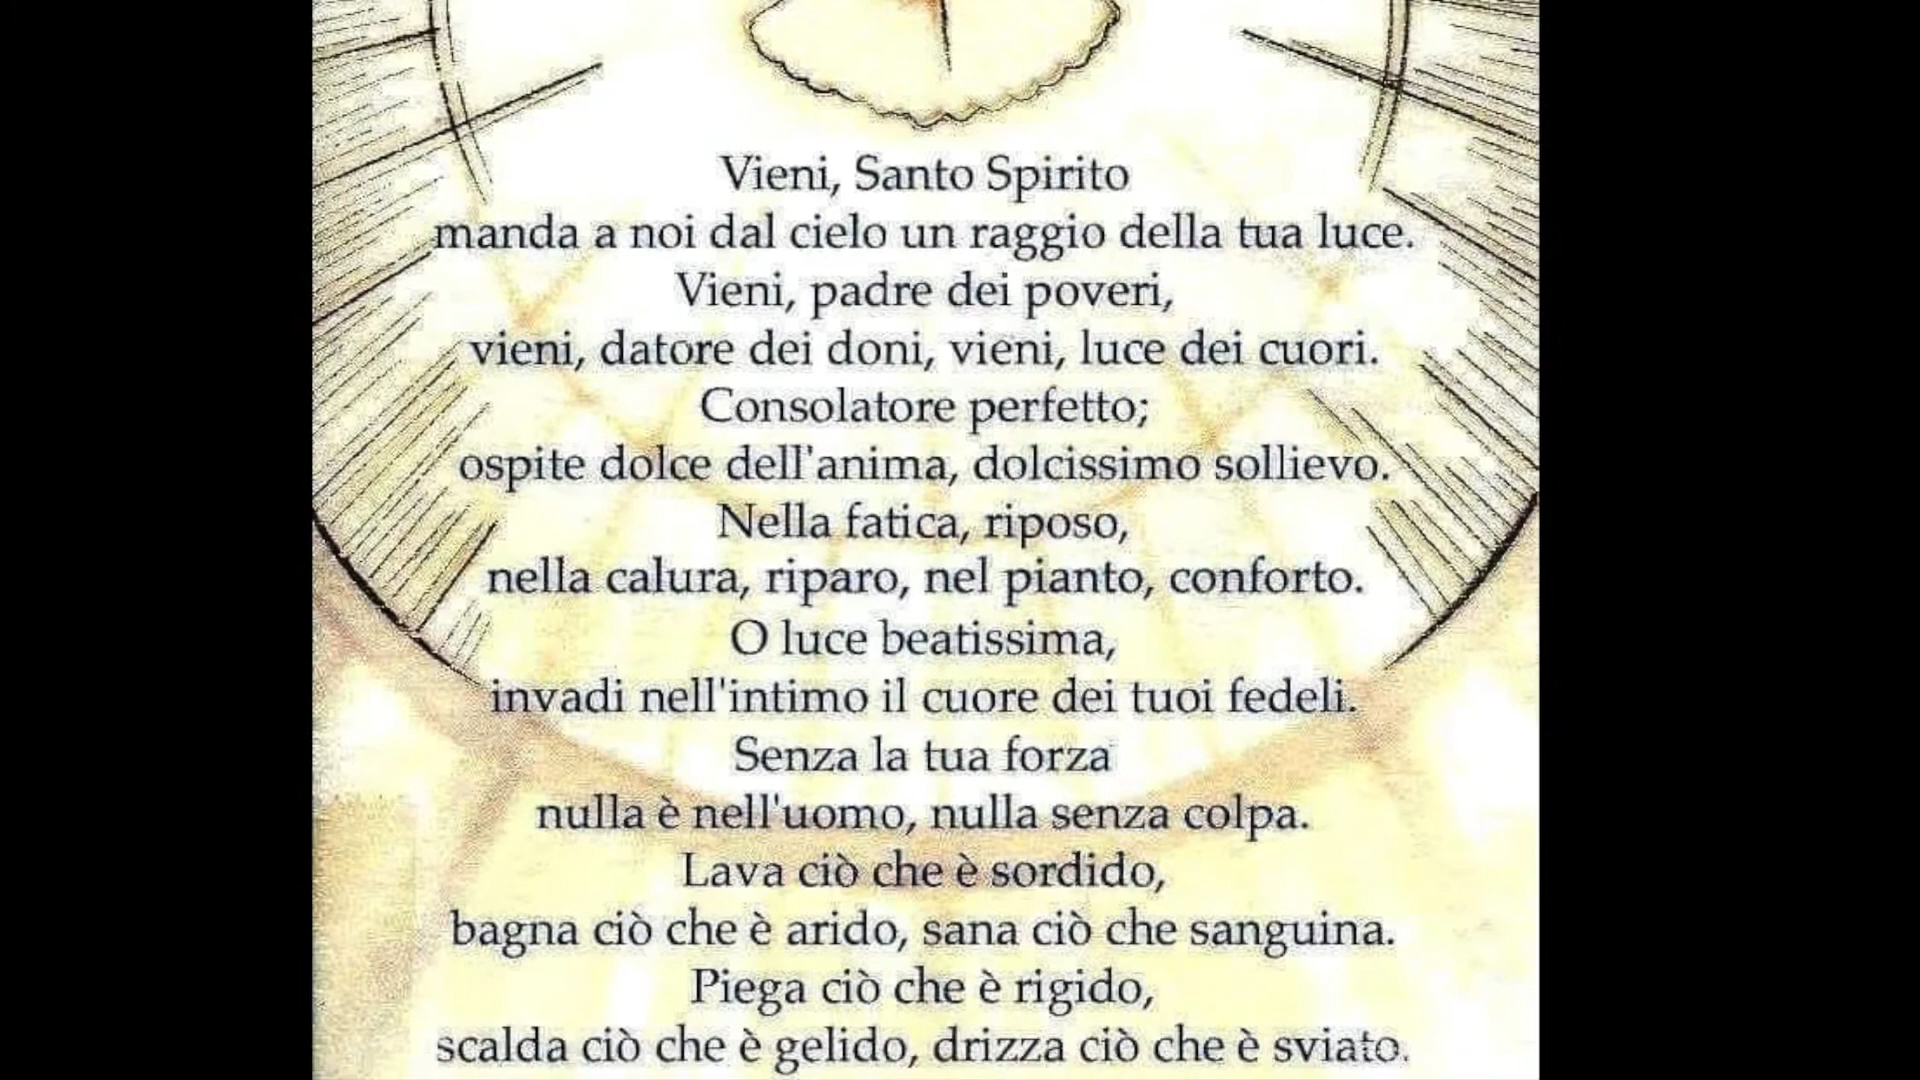 Vieni, Santo Spirito
manda a noi dal cielo un raggio della tua luce.
Vieni, padre dei poveri,
vieni, datore dei doni, vieni, luce dei cuori.
Consolatore perfetto;
ospite dolce dell'anima, dolcissimo sollievo.
Nella fatica, riposo,
nella calura, riparo, nel pianto, conforto.
O luce beatissima,
invadi nell'intimo il cuore dei tuoi fedeli.
Senza la tua forza
nulla è nell'uomo, nulla senza colpa.
Lava ciò che è sordido,
bagna ciò che è arido, sana ciò che sanguina.
Piega ciò che è rigido,
scalda ciò che è gelido, drizza ciò che è sviato.